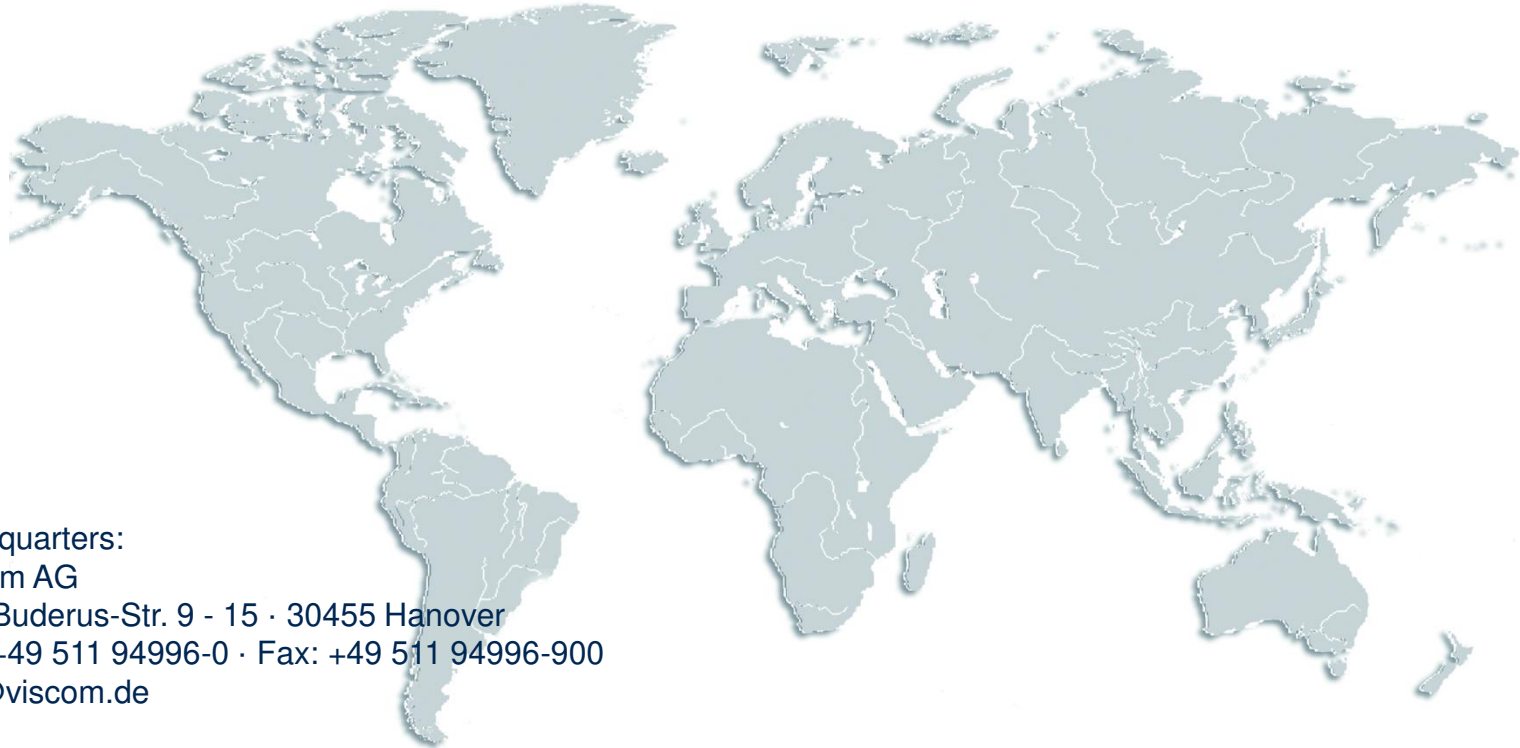 quarters:
m AG
Buderus-Str. 9 - 15 · 30455 Hanover
49 511 94996-0 · Fax: +49 511 94996-900
viscom.de